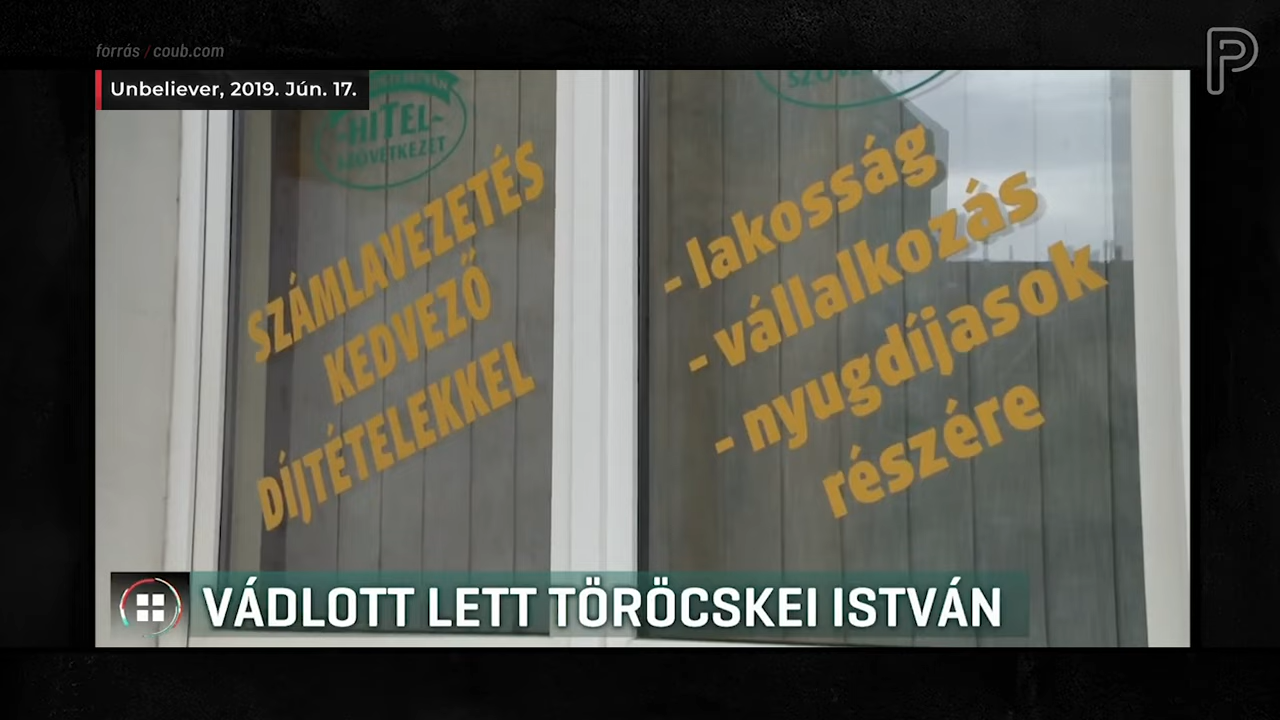 forrás / coub.com
Unbeliever, 2019. Jún. 17.
HITEL
SZÖVETKEZET
SZÁMLAVEZETÉS
KEDVEZŐ
DÍJTÉTELEKKEL
- lakosság
- vállalkozás
- nyugdíjasok
részére
VÁDLOTT LETT TÖRÖCSKEI ISTVÁN